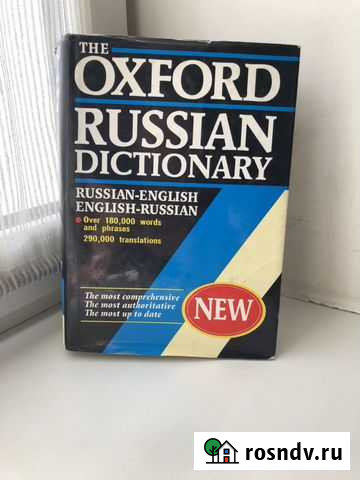 THE
OXFORD
RUSSIAN
DICTIONARY
RUSSIAN-ENGLISH
ENGLISH-RUSSIAN
Over 180,000 words
and phrases
290,000 translations
The most comprehensive
The most authoritative
The most up to date
NEW
rosndv.ru